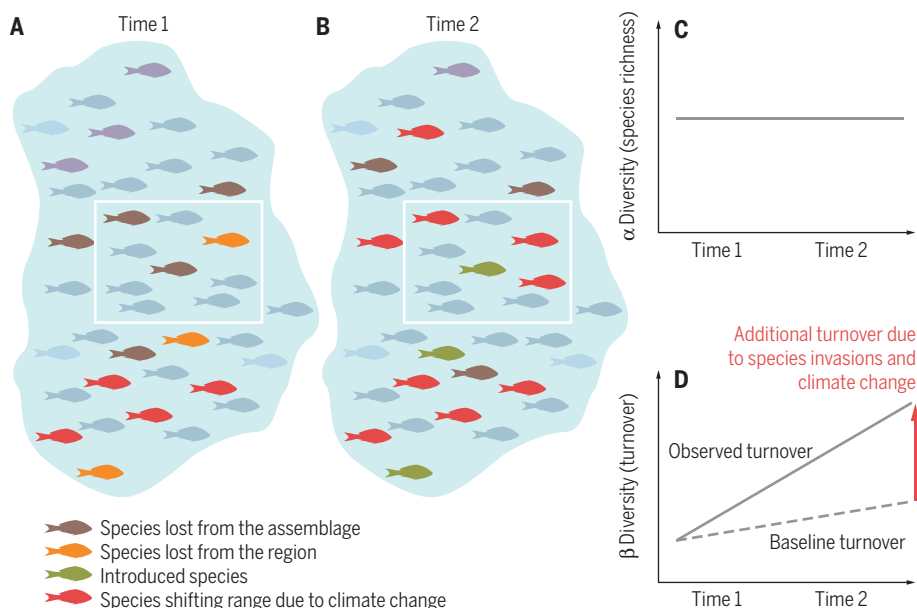 A
Time 1
B
Time 2
C
α Diversity (species richness)
Time 1
Time 2
Additional turnover due
to species invasions and
climate change
D
β Diversity (turnover)
Observed turnover
Baseline turnover
Time 1
Time 2
Species lost from the assemblage
Species lost from the region
Introduced species
Species shifting range due to climate change